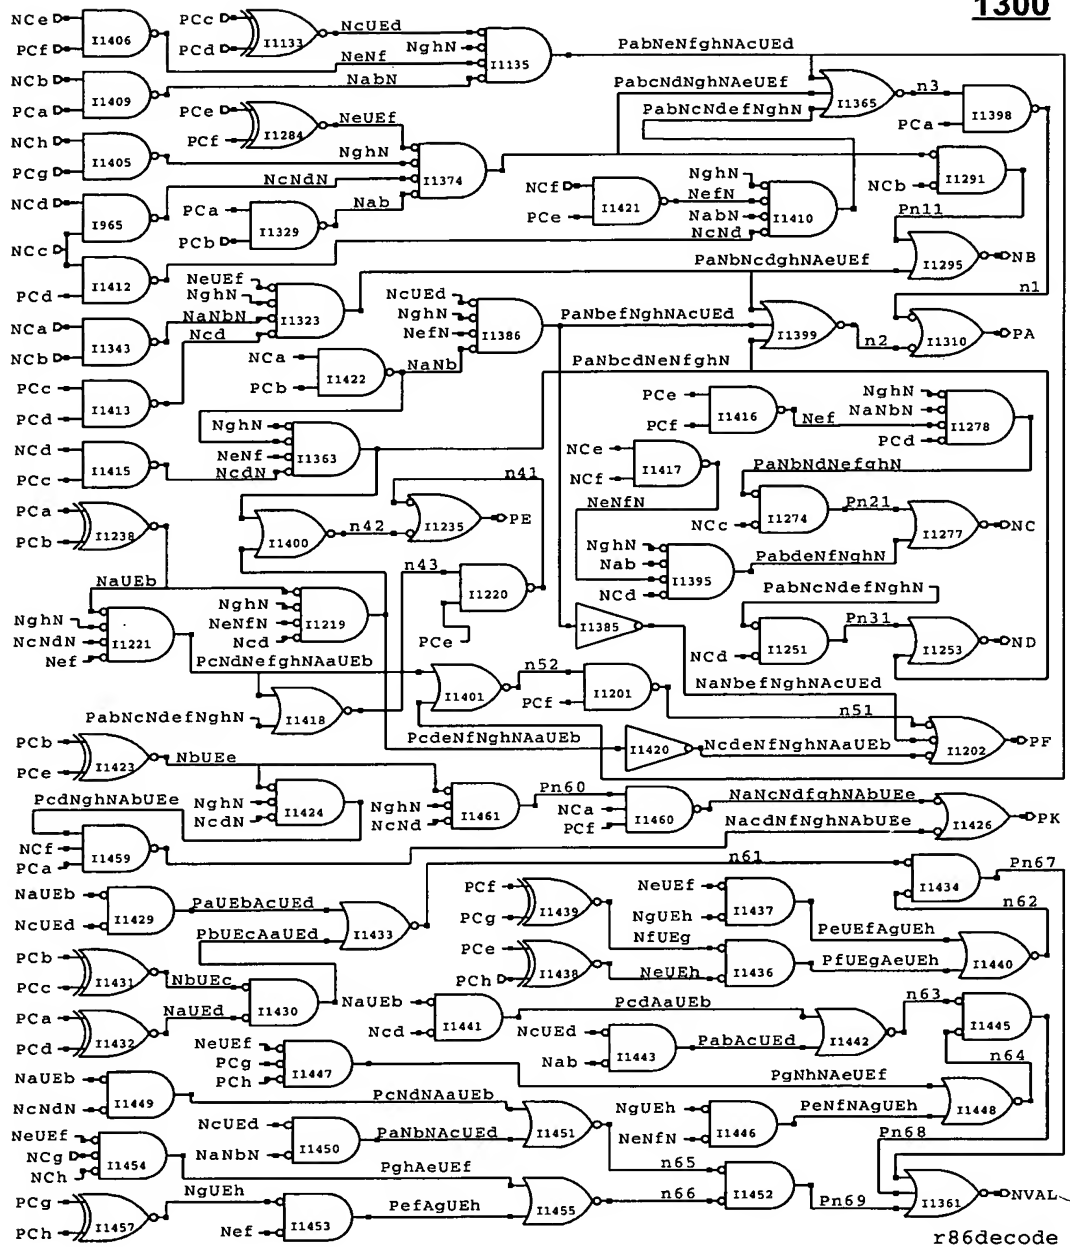 1300
NCe
PCf
I1406
PCc
PCd
I1133
NcUEd
NghN
NeNf
NabN
I1135
PabNeNfghNAcUEd
NCb
PCa
I1409
PCe
PCf
I1284
NeUEf
PabcNdNghNAeUEf
PabNcNdefNghN
I1365
n3
PCa
I1398
NCh
PCg
I1405
NghN
NcNdN
Nab
I1374
NCf
PCe
I1421
NghN
NefN
NabN
NcNd
I1410
NCb
I1291
NCd
I965
PCa
PCb
I1329
Pn11
NCc
PCd
I1412
I1295
NB
PaNbNcdghNAeUEf
n1
NeUEf
NghN
NaNbN
Ncd
I1323
NcUEd
NghN
NefN
NaNb
I1386
PaNbefNghNAcUEd
I1399
n2
I1310
PA
NCa
NCb
I1343
NCa
PCb
I1422
PaNbcdNeNfghN
PCc
PCd
I1413
PCe
PCf
I1416
Nef
NghN
NaNbN
PCd
I1278
NCd
PCc
I1415
NghN
NeNf
NcdN
I1363
NCe
NCf
I1417
NeNfN
PaNbNdNefghN
n41
PCa
PCb
I1238
I1400
n42
I1235
PE
NCc
I1274
Pn21
I1277
NC
n43
NghN
Nab
NCd
I1395
PabdeNfNghN
NaUEb
PabNcNdefNghN
NghN
NcNdN
Nef
I1221
NghN
NeNfN
Ncd
I1219
I1220
PCe
I1385
NCd
I1251
Pn31
I1253
ND
PcNdNefghNAaUEb
n52
I1401
PCf
I1201
NaNbefNghNAcUEd
n51
PabNcNdefNghN
I1418
PcdeNfNghNAaUEb
I1420
NcdeNfNghNAaUEb
I1202
PF
PCb
PCe
I1423
NbUEe
PcdNghNAbUEe
NghN
NcdN
I1424
NghN
NcNd
I1461
Pn60
NCa
PCf
I1460
NaNcNdfghNAbUEe
NacdNfNghNAbUEe
I1426
PK
NCf
PCa
I1459
n61
Pn67
I1434
NaUEb
NcUEd
I1429
PaUEbAcUEd
I1433
PCf
PCg
I1439
NeUEf
NgUEh
I1437
n62
PbUEcAaUEd
NfUEg
PeUEfAgUEh
PCb
PCc
I1431
NbUEc
PCe
PCh
I1438
NeUEh
I1436
PfUEgAeUEh
I1440
PCa
PCd
I1432
NaUEd
I1430
NaUEb
Ncd
I1441
PcdAaUEb
n63
I1445
NcUEd
Nab
I1443
PabAcUEd
I1442
NeUEf
PCg
PCh
I1447
n64
PgNhNAeUEf
NaUEb
NcNdN
I1449
PcNdNAaUEb
NgUEh
NeNfN
I1446
PeNfNAgUEh
I1448
NcUEd
NaNbN
I1450
PaNbNAcUEd
I1451
Pn68
NeUEf
NCg
NCh
I1454
PghAeUEf
n65
I1452
I1361
NVAL
PCg
PCh
I1457
NgUEh
Nef
I1453
PefAgUEh
I1455
n66
Pn69
r86decode